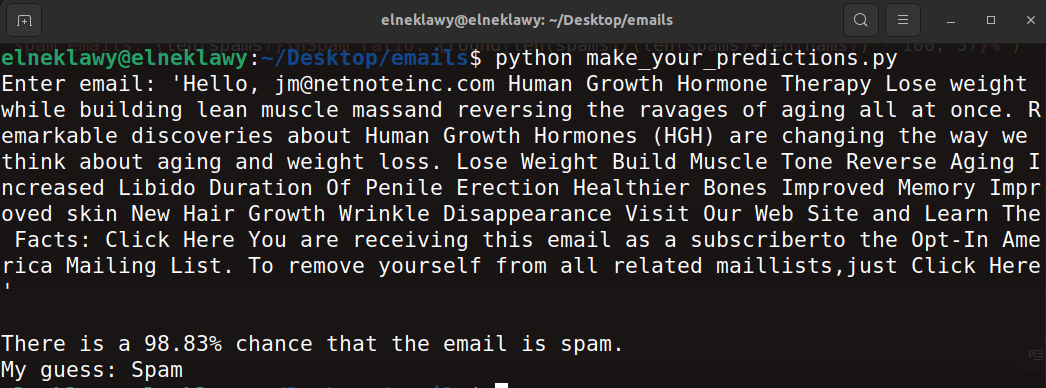 elneklawy@elneklawy: ~/Desktop/emails
elneklawy@elneklawy:~/Desktop/emails$ python make_your_predictions.py
Enter email: 'Hello, jm@netnoteinc.com Human Growth Hormone Therapy Lose weight
while building lean muscle massand reversing the ravages of aging all at once. R
emarkable discoveries about Human Growth Hormones (HGH) are changing the way we
think about aging and weight loss. Lose Weight Build Muscle Tone Reverse Aging I
ncreased Libido Duration Of Penile Erection Healthier Bones Improved Memory Impr
oved skin New Hair Growth Wrinkle Disappearance Visit Our Web Site and Learn The
 Facts: Click Here You are receiving this email as a subscriberto the Opt-In Ame
rica Mailing List. To remove yourself from all related maillists,just Click Here
'
There is a 98.83% chance that the email is spam.
My guess: Spam